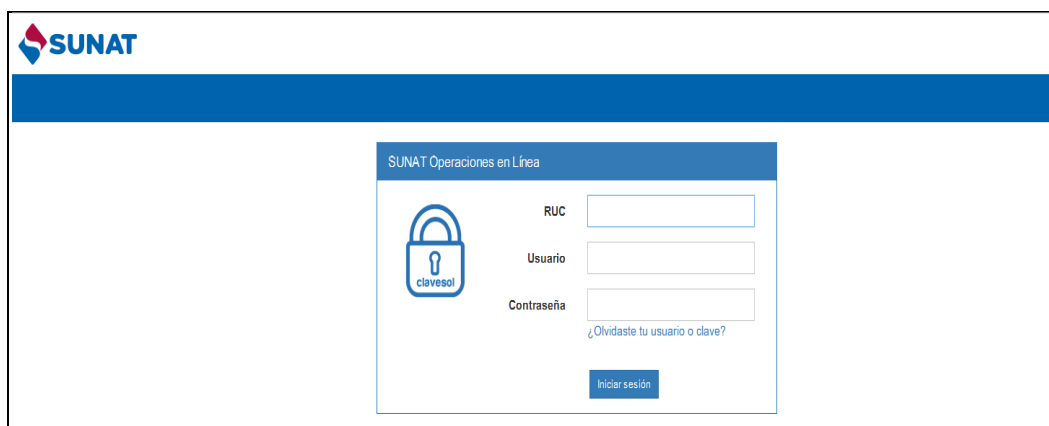 SUNAT
SUNAT Operaciones en Línea
RUC
clavesol
Usuario
Contraseña
¿Olvidaste tu usuario o clave?
Iniciar sesión